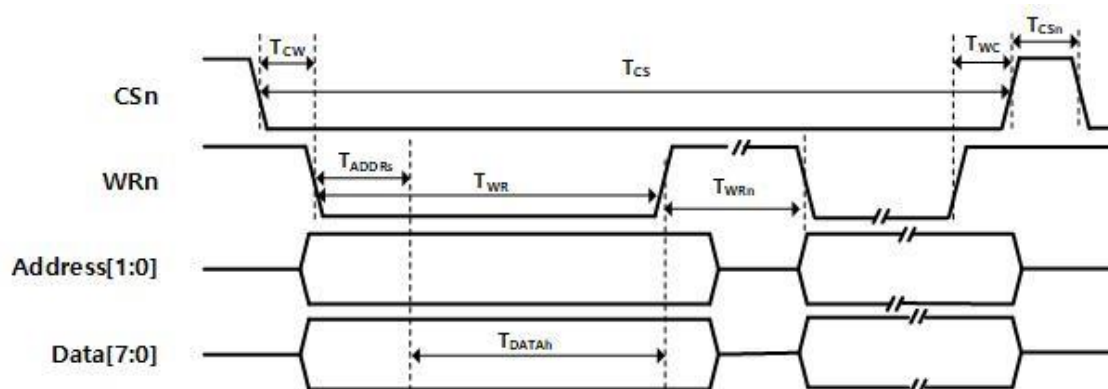 TCW
TWC
TCSn
TCS
CSn
TADDRs
WRn
TWR
TWRn
Address[1:0]
Data[7:0]
TDATAh